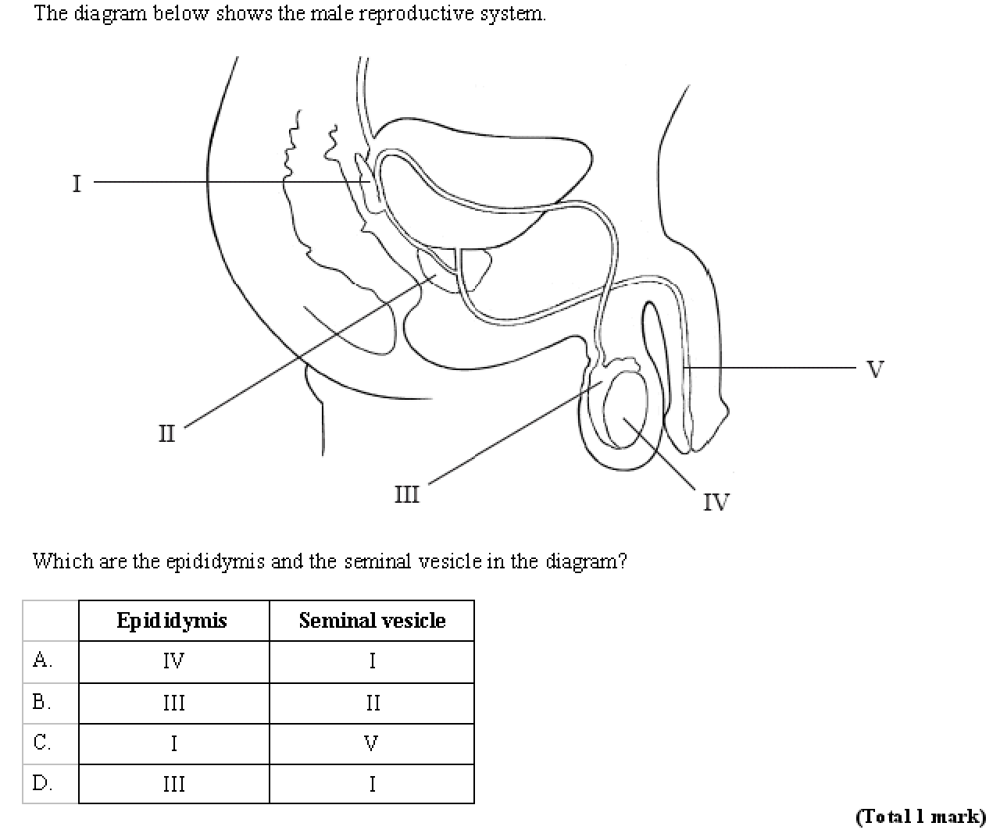 The diagram below shows the male reproductive system.
I
II
III
IV
V
Which are the epididymis and the seminal vesicle in the diagram?
Epididymis Seminal vesicle
A. IV I
B. III II
C. I V
D. III I
(Total 1 mark)